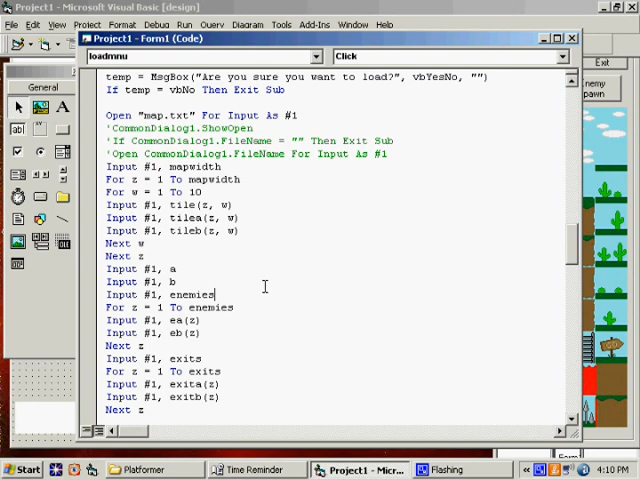 Microsoft Visual Basic [design]
File Edit View Project Format Debug Run Query Diagram Tools Add-Ins Window
Project1 - Form1 (Code)
loadmnu Click
Exit
General
temp = MsgBox("Are you sure you want to load?", vbYesNo, "")
If temp = vbNo Then Exit Sub
Open "map.txt" For Input As #1
'CommonDialog1.ShowOpen
'If CommonDialog1.FileName = "" Then Exit Sub
'Open CommonDialog1.FileName For Input As #1
Input #1, mapwidth
For z = 1 To mapwidth
For w = 1 To 10
Input #1, tile(z, w)
Input #1, tilea(z, w)
Input #1, tileb(z, w)
Next w
Next z
Input #1, a
Input #1, b
Input #1, enemies
For z = 1 To enemies
Input #1, ea(z)
Input #1, eb(z)
Next z
Input #1, exits
For z = 1 To exits
Input #1, exita(z)
Input #1, exitb(z)
Next z
Start Platformer Time Reminder Project1 - Micr... Flashing 4:10 PM